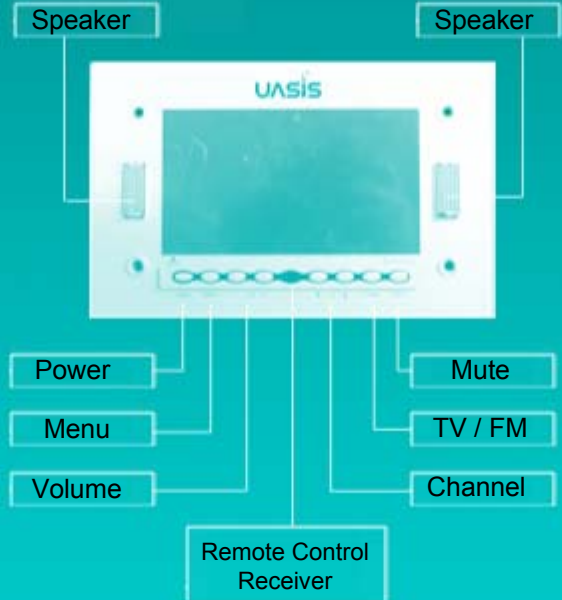 Speaker
Speaker
UASIS
Power
Mute
Menu
TV / FM
Volume
Channel
Remote Control
Receiver